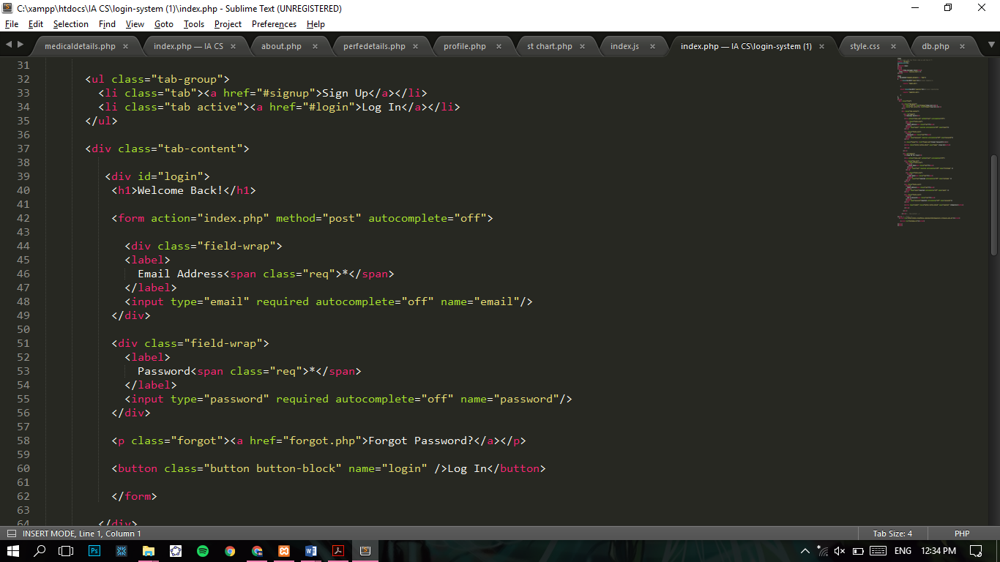 C:\xampp\htdocs\IA CS\login-system (1)\index.php - Sublime Text (UNREGISTERED)
File Edit Selection Find View Goto Tools Project Preferences Help
medicaldetails.php × index.php — IA CS × about.php × perfedetails.php × profile.php × st chart.php × index.js × index.php — IA CS\login-system (1) × style.css × db.php ×
31
32 <ul class="tab-group">
33 <li class="tab"><a href="#signup">Sign Up</a></li>
34 <li class="tab active"><a href="#login">Log In</a></li>
35 </ul>
36
37 <div class="tab-content">
38
39 <div id="login">
40 <h1>Welcome Back!</h1>
41
42 <form action="index.php" method="post" autocomplete="off">
43
44 <div class="field-wrap">
45 <label>
46 Email Address<span class="req">*</span>
47 </label>
48 <input type="email" required autocomplete="off" name="email"/>
49 </div>
50
51 <div class="field-wrap">
52 <label>
53 Password<span class="req">*</span>
54 </label>
55 <input type="password" required autocomplete="off" name="password"/>
56 </div>
57
58 <p class="forgot"><a href="forgot.php">Forgot Password?</a></p>
59
60 <button class="button button-block" name="login" />Log In</button>
61
62 </form>
63
64 </div>
INSERT MODE, Line 1, Column 1 Tab Size: 4 PHP
ENG 12:34 PM